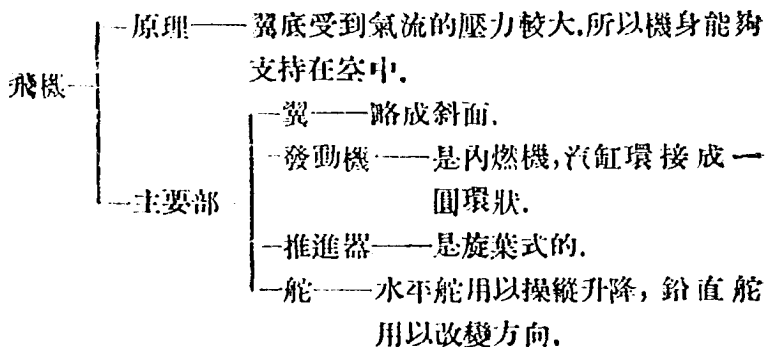 原理——翼底受到氣流的壓力較大.所以機身能夠
支持在空中.
飛機
翼——略成斜面.
發動機——是內燃機,汽缸環接成一
圓環狀.
主要部
推進器——是旋葉式的.
舵——水平舵用以操縱升降,鉛直舵
用以改變方向.